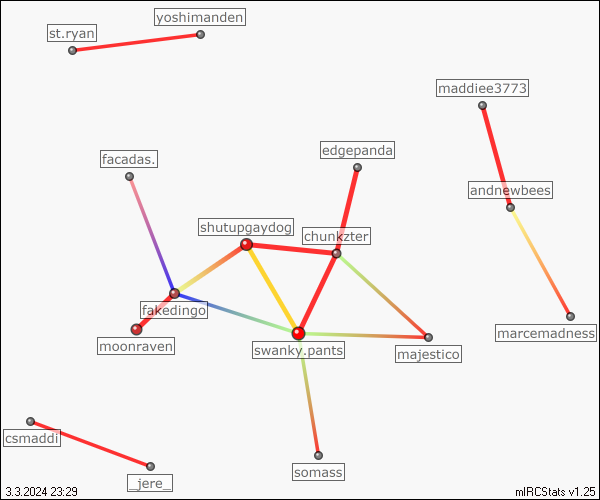 yoshimanden
st.ryan
maddiee3773
edgepanda
facadas.
andnewbees
shutupgaydog
chunkzter
fakedingo
marcemadness
moonraven
swanky.pants
majestico
csmaddi
somass
_jere_
3.3.2024 23:29
mIRCStats v1.25